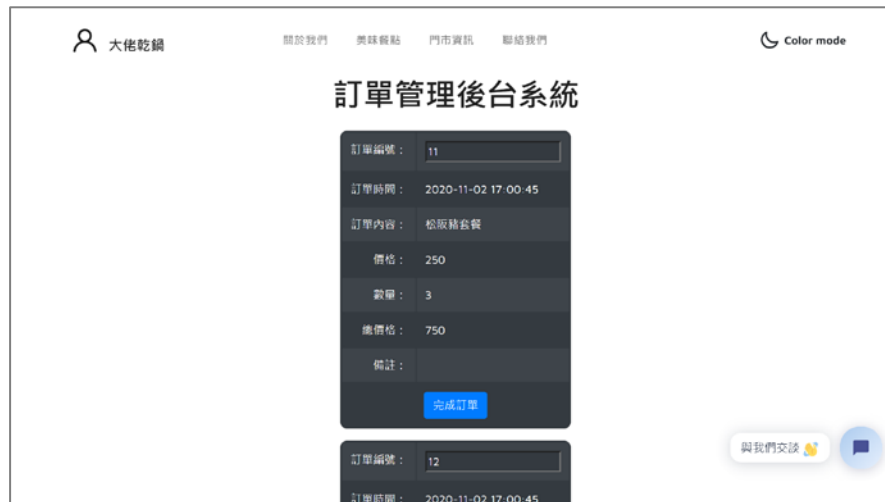 大佬乾鍋
關於我們 美味餐點 門市資訊 聯絡我們
Color mode
訂單管理後台系統
訂單編號： 11
訂單時間： 2020-11-02 17:00:45
訂單內容： 松阪豬套餐
價格： 250
數量： 3
總價格： 750
備註：
完成訂單
與我們交談 👋
訂單編號： 12
訂單時間： 2020-11-02 17:00:45